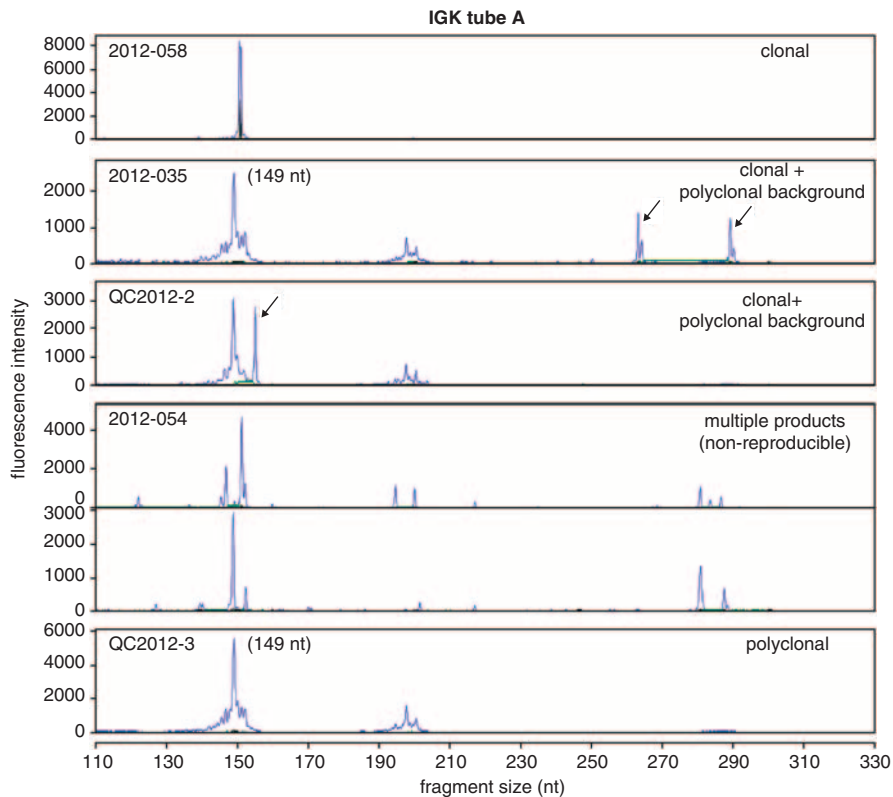 IGK tube A
8000
6000
4000
2000
0
2012-058
clonal
2000
1000
0
2012-035
(149 nt)
clonal +
polyclonal background
3000
2000
1000
0
QC2012-2
clonal+
polyclonal background
4000
2000
0
2012-054
multiple products
(non-reproducible)
3000
2000
1000
0
6000
4000
2000
0
QC2012-3
(149 nt)
polyclonal
fluorescence intensity
110 130 150 170 190 210 230 250 270 290 310 330
fragment size (nt)